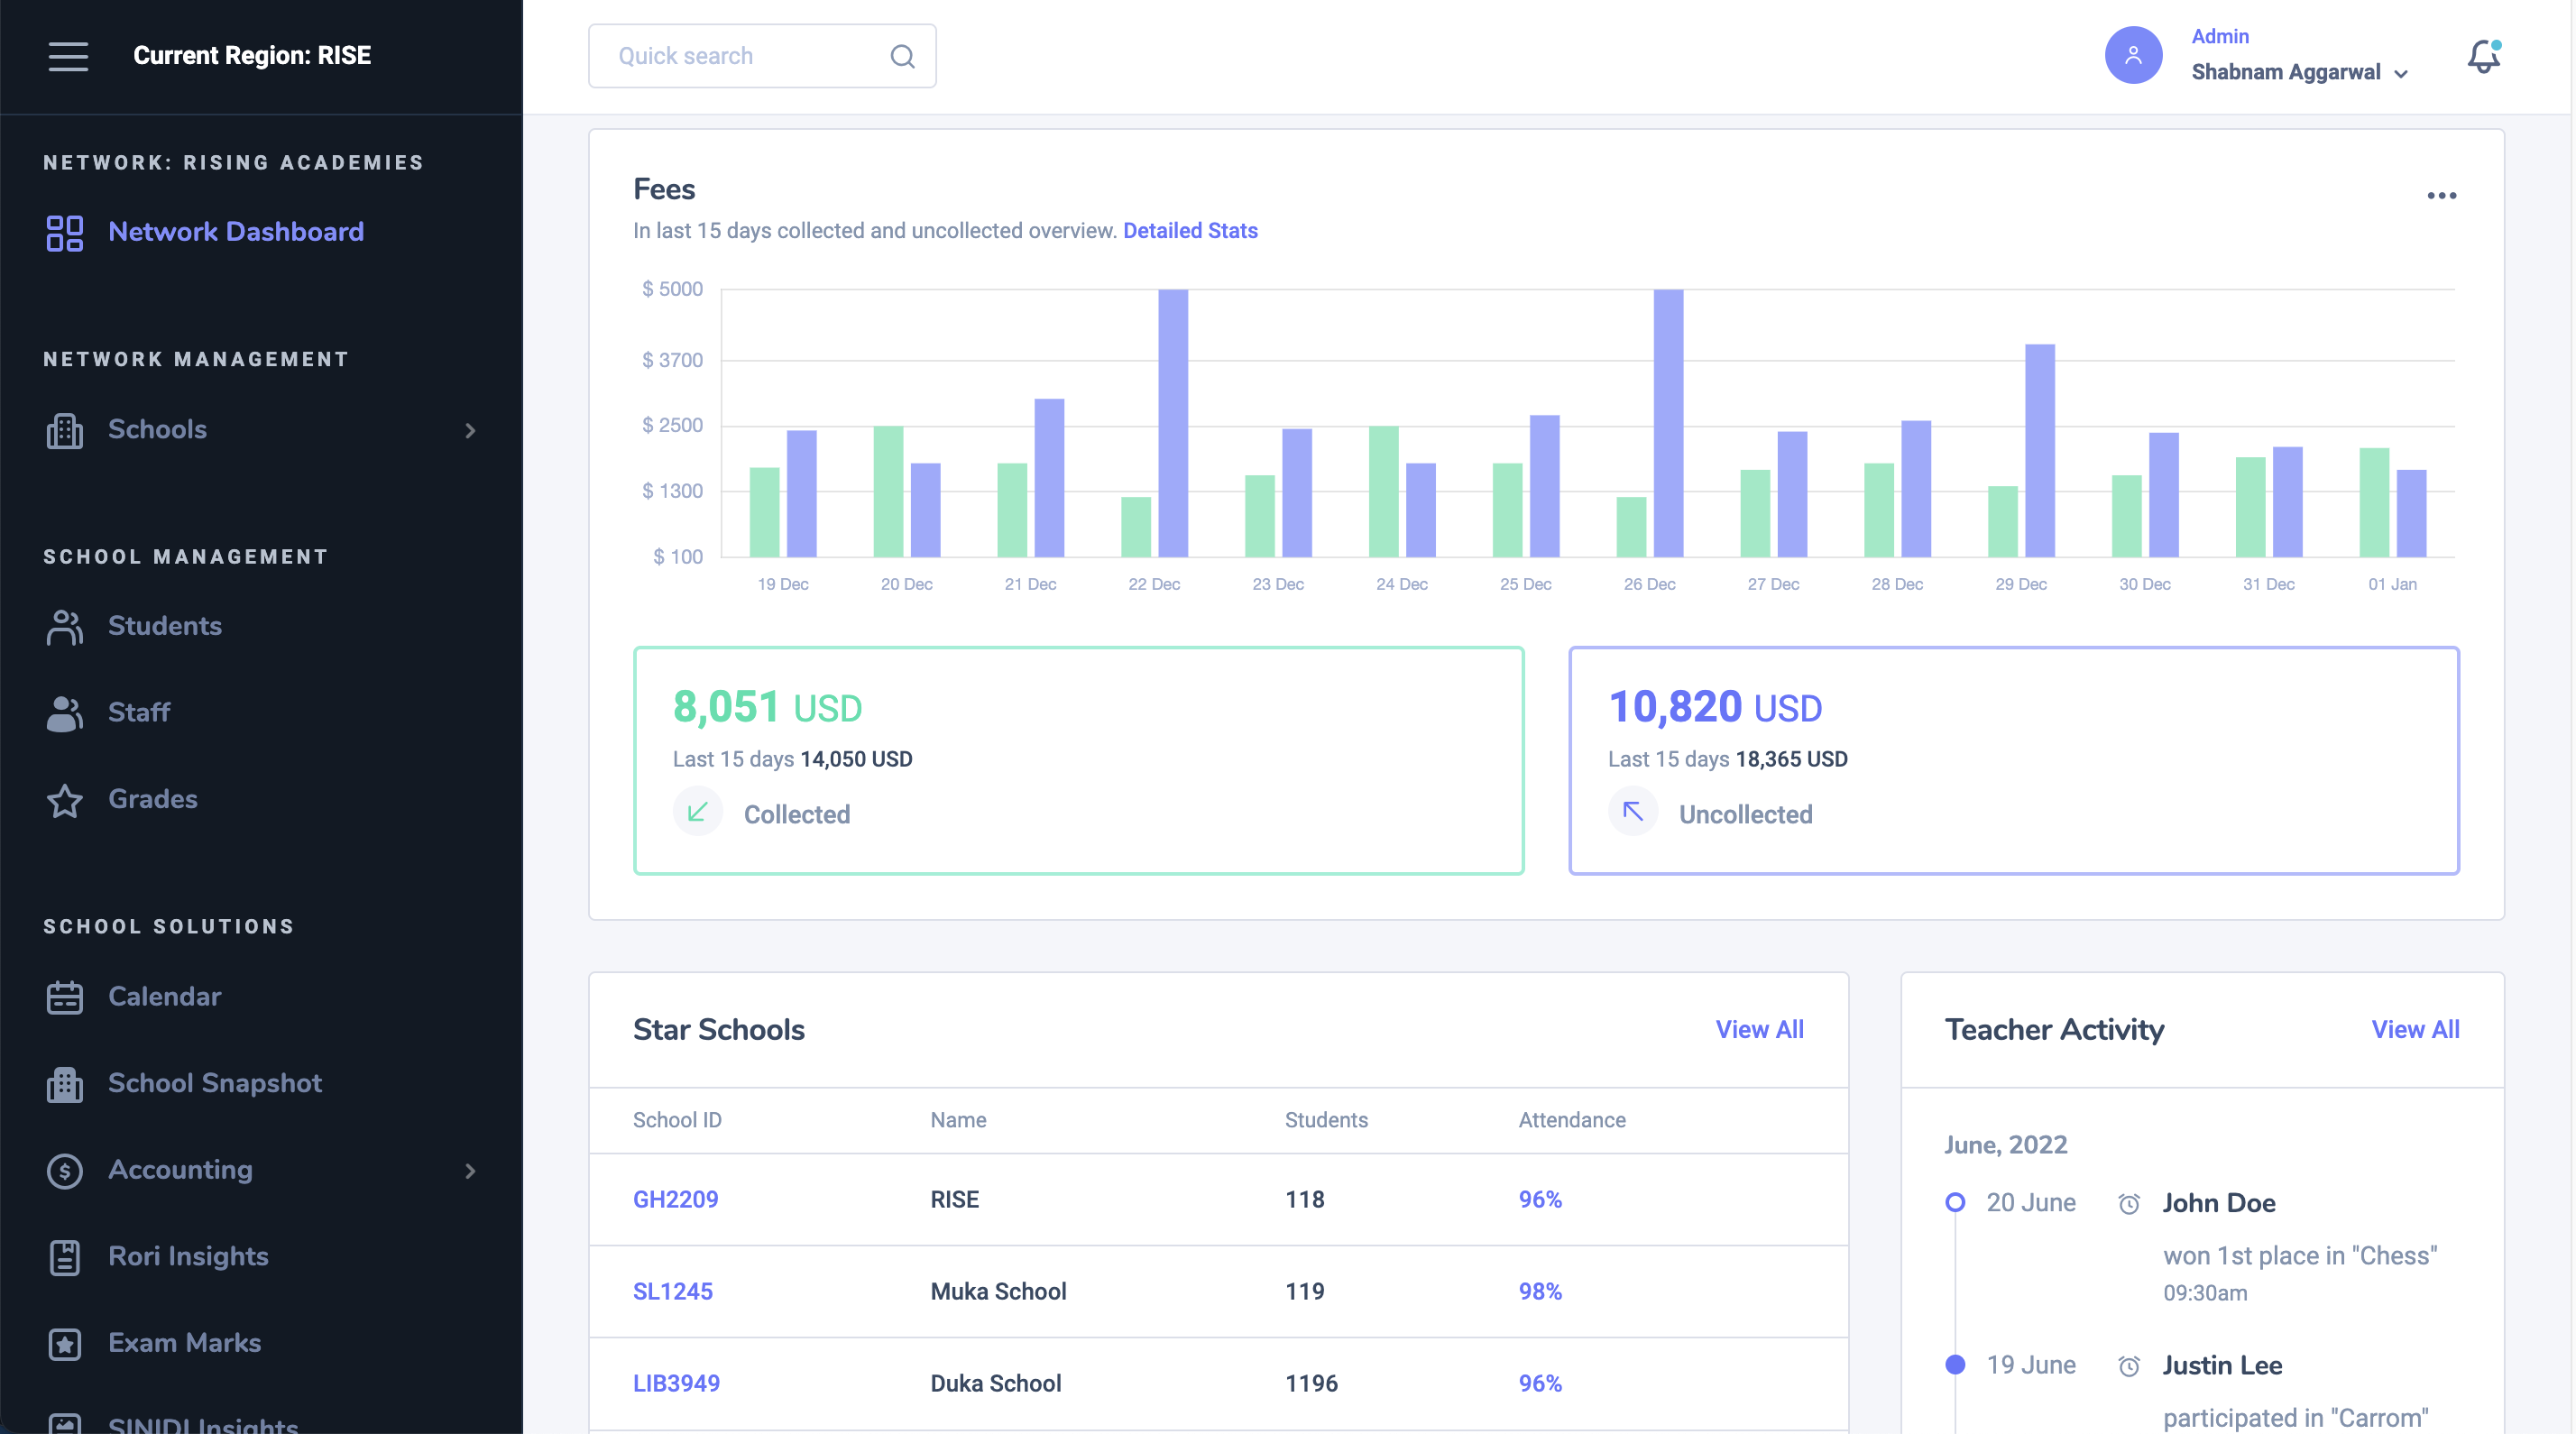 Current Region: RISE
NETWORK: RISING ACADEMIES
Network Dashboard
NETWORK MANAGEMENT
Schools
SCHOOL MANAGEMENT
Students
Staff
Grades
SCHOOL SOLUTIONS
Calendar
School Snapshot
$
Accounting
Rori Insights
Exam Marks
SINIDI Insights
Quick search
Admin
Shabnam Aggarwal
Fees
In last 15 days collected and uncollected overview. Detailed Stats
$ 5000
$ 3700
$ 2500
$ 1300
$ 100
19 Dec 20 Dec 21 Dec 22 Dec 23 Dec 24 Dec 25 Dec 26 Dec 27 Dec 28 Dec 29 Dec 30 Dec 31 Dec 01 Jan
8,051 USD
Last 15 days 14,050 USD
Collected
10,820 USD
Last 15 days 18,365 USD
Uncollected
Star Schools View All
School ID Name Students Attendance
GH2209 RISE 118 96%
SL1245 Muka School 119 98%
LIB3949 Duka School 1196 96%
Teacher Activity View All
June, 2022
20 June John Doe
won 1st place in "Chess"
09:30am
19 June Justin Lee
participated in "Carrom"